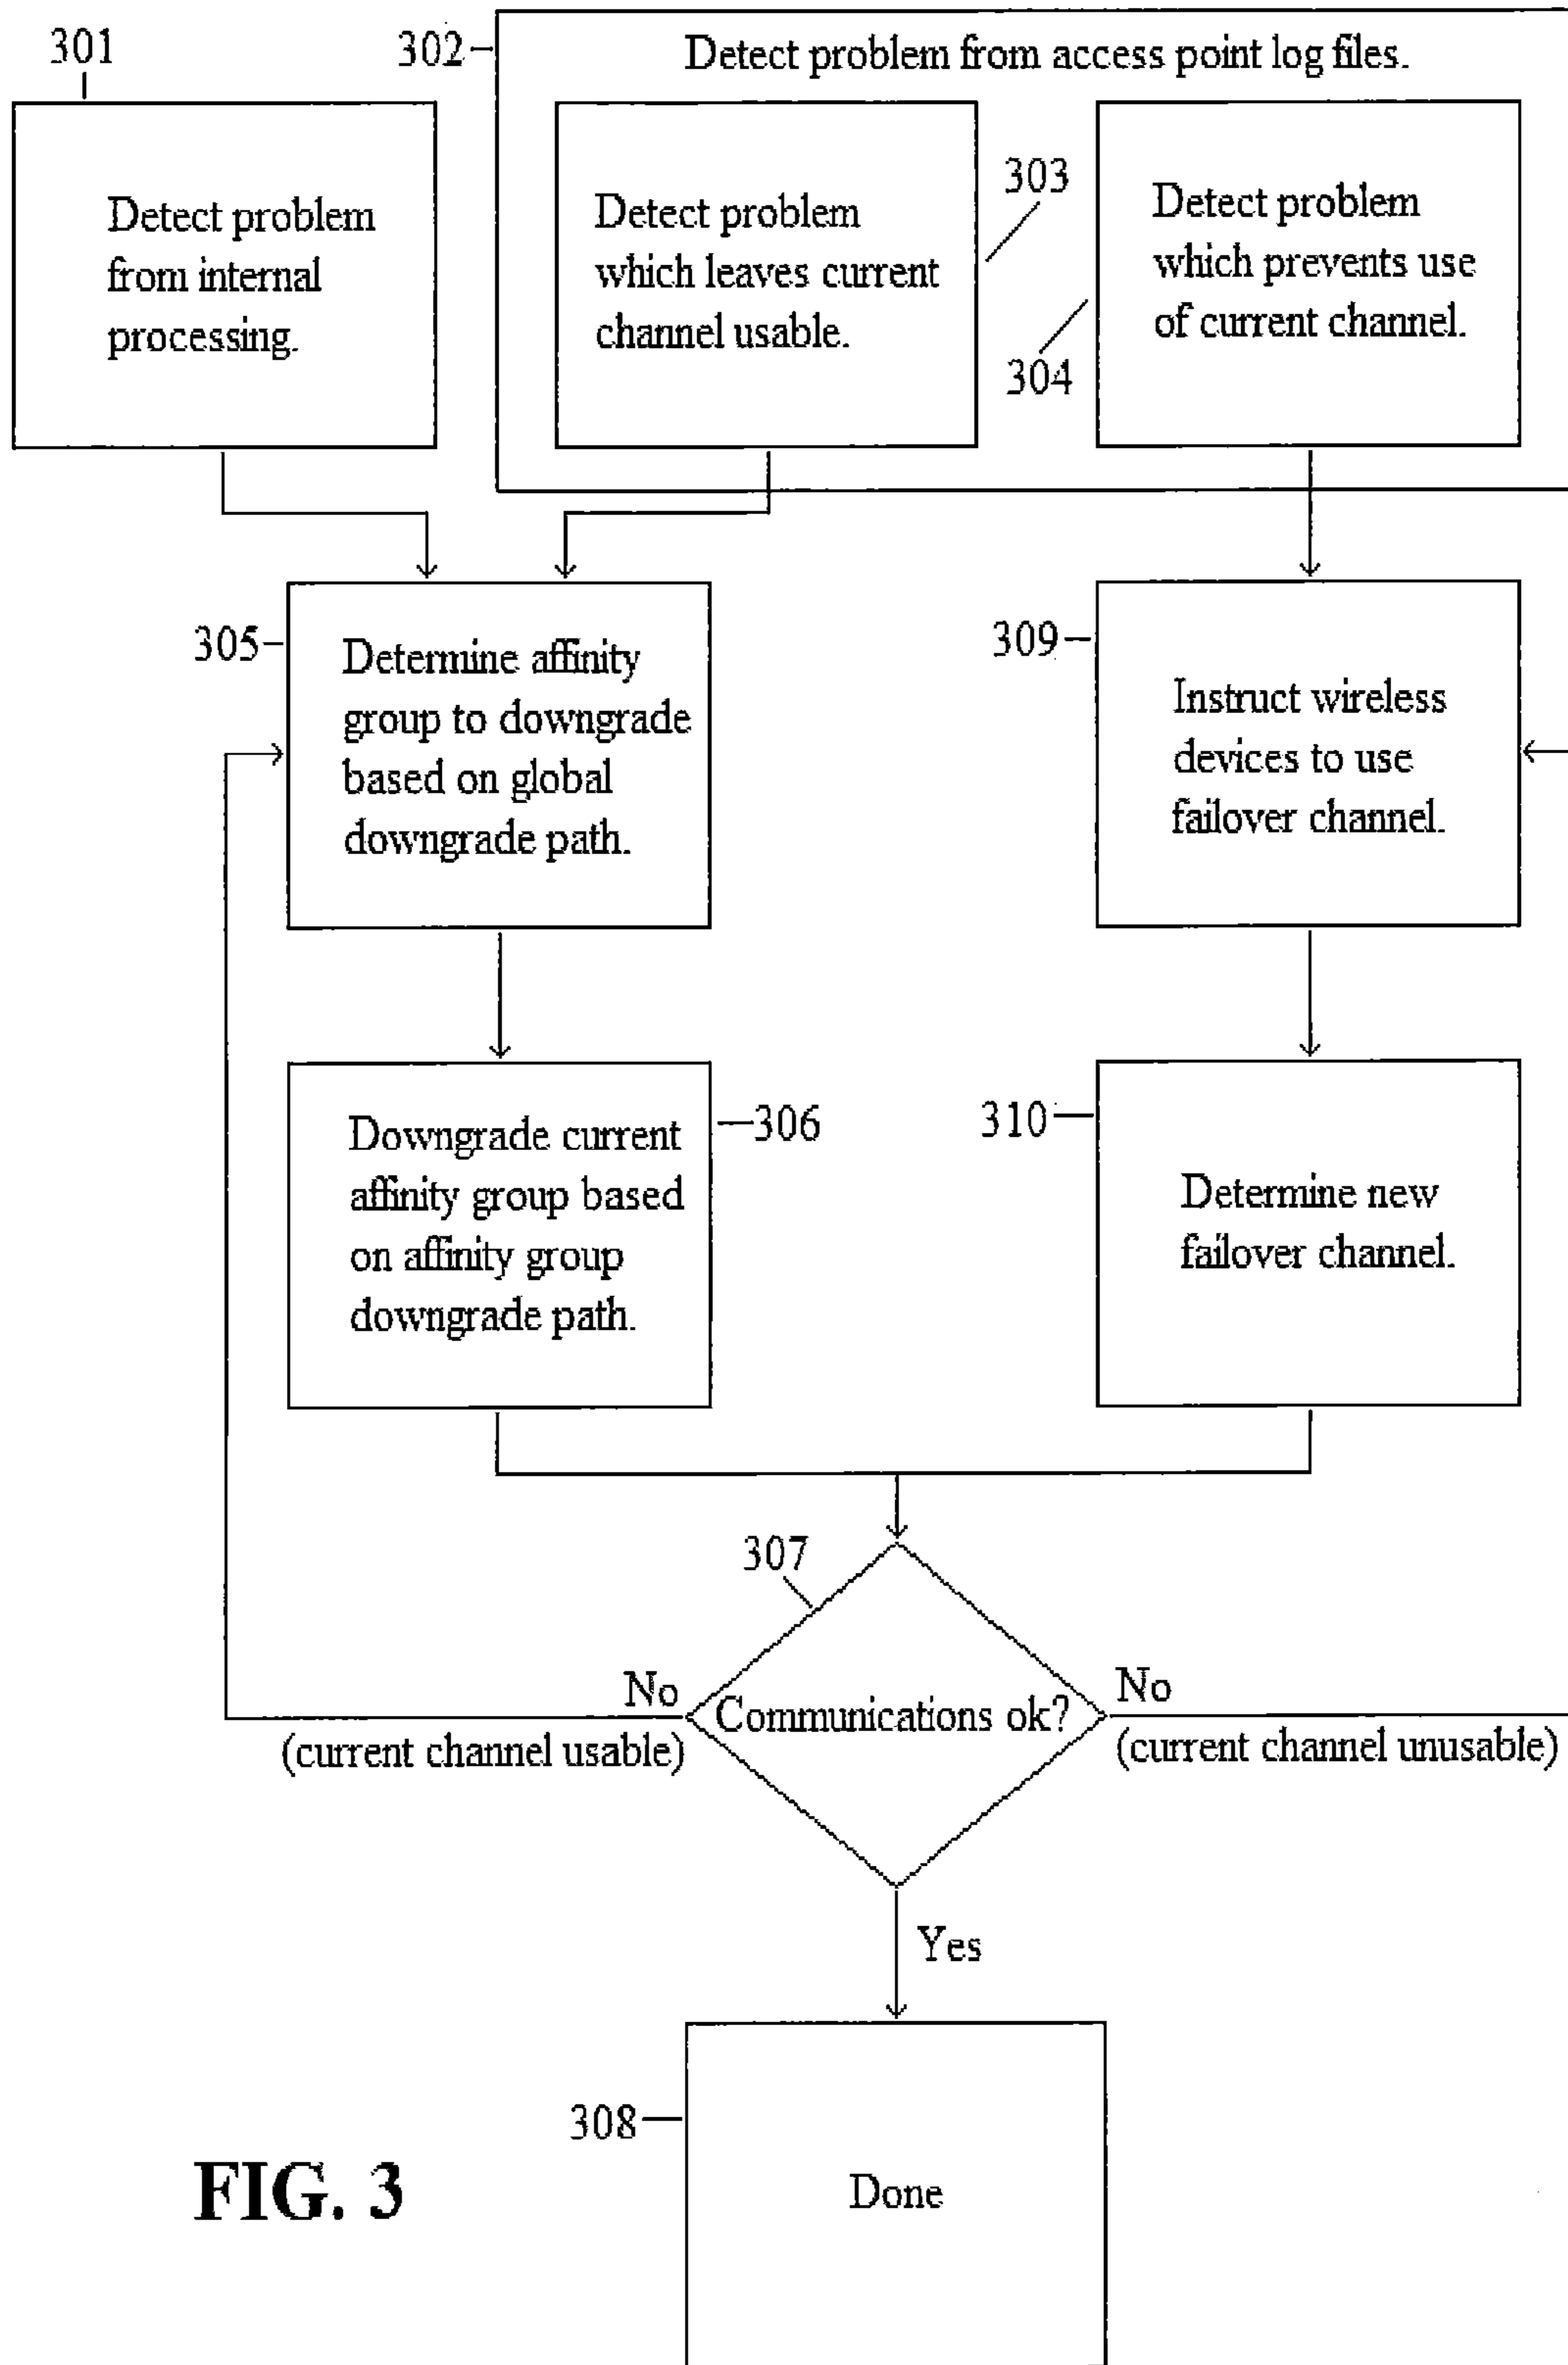 301
302
Detect problem from access point log files.
Detect problem
from internal
processing.
Detect problem
which leaves current
channel usable.
303
304
Detect problem
which prevents use
of current channel.
305
Determine affinity
group to downgrade
based on global
downgrade path.
309
Instruct wireless
devices to use
failover channel.
Downgrade current
affinity group based
on affinity group
downgrade path.
306
310
Determine new
failover channel.
307
Communications ok?
No
(current channel usable)
No
(current channel unusable)
Yes
308
Done
FIG. 3